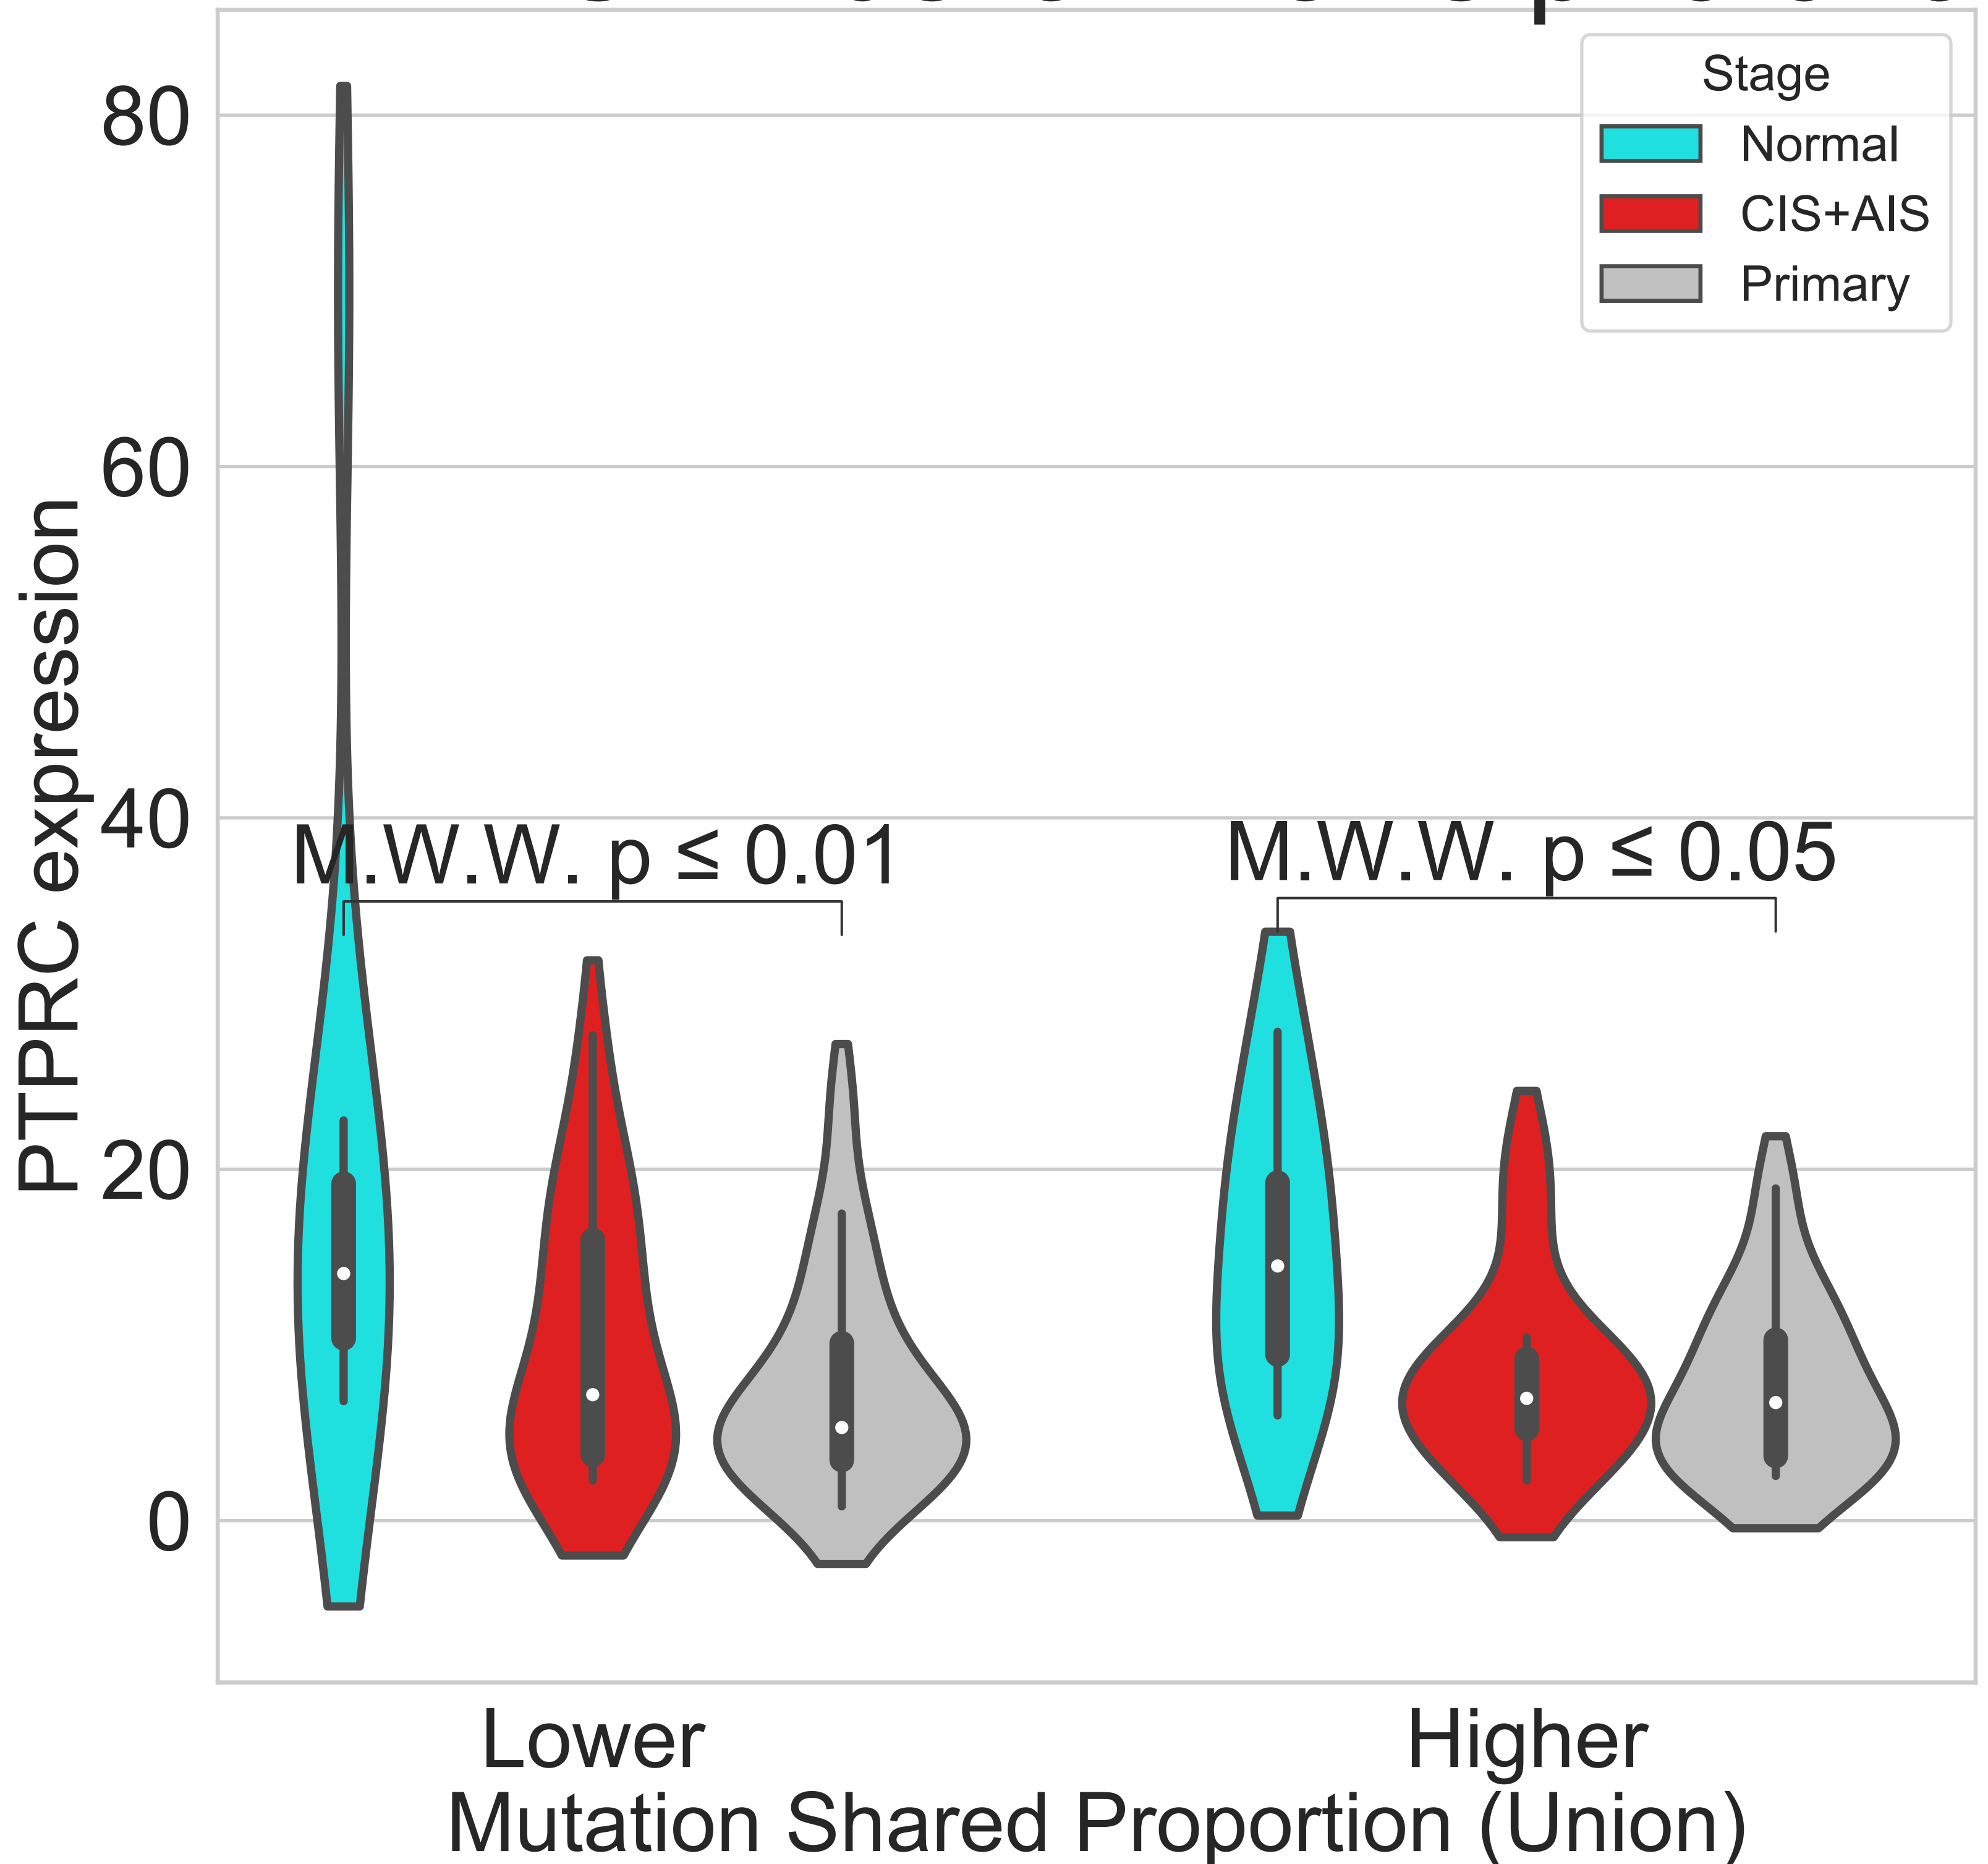 Stage
Normal
CIS+AIS
Primary
80
60
40
20
0
PTPRC expression
M.W.W. p ≤ 0.01
M.W.W. p ≤ 0.05
Lower
Higher
Mutation Shared Proportion (Union)